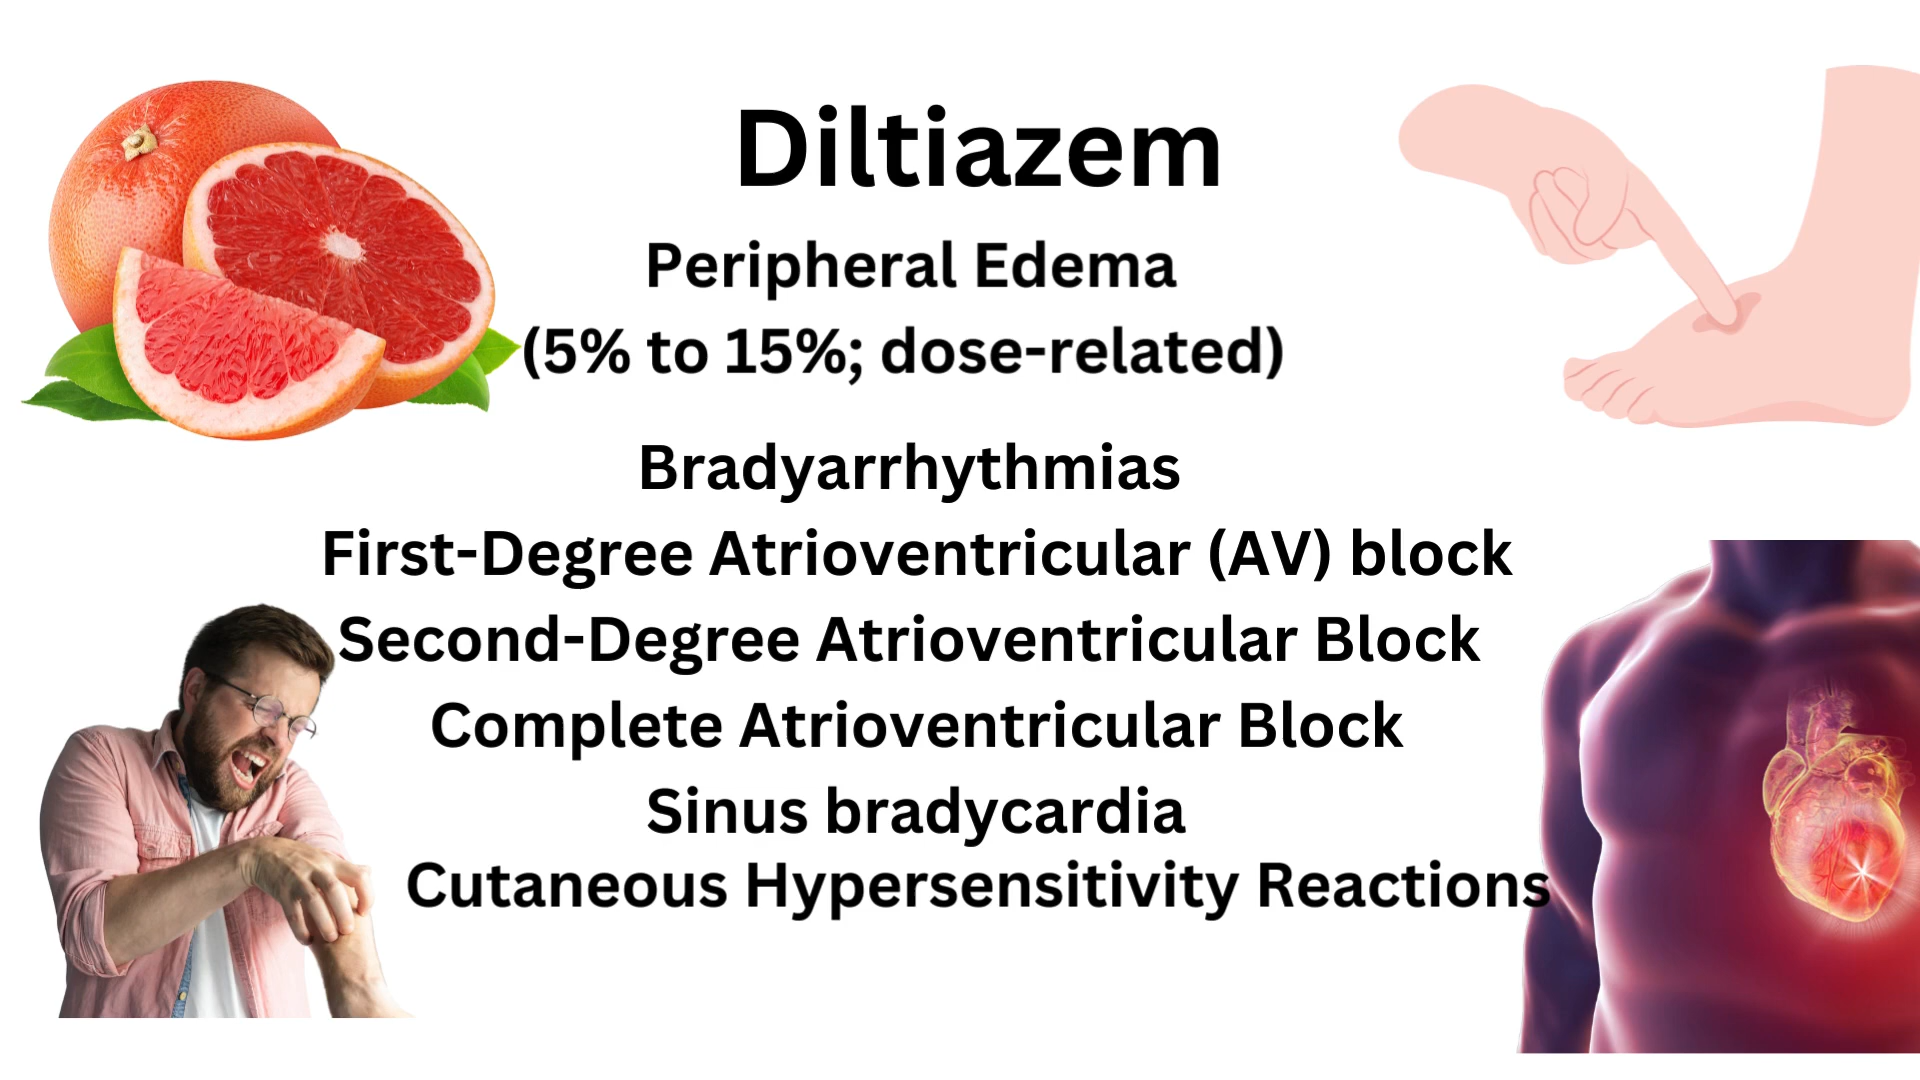 Diltiazem
Peripheral Edema
(5% to 15%; dose-related)
Bradyarrhythmias
First-Degree Atrioventricular (AV) block
Second-Degree Atrioventricular Block
Complete Atrioventricular Block
Sinus bradycardia
Cutaneous Hypersensitivity Reactions